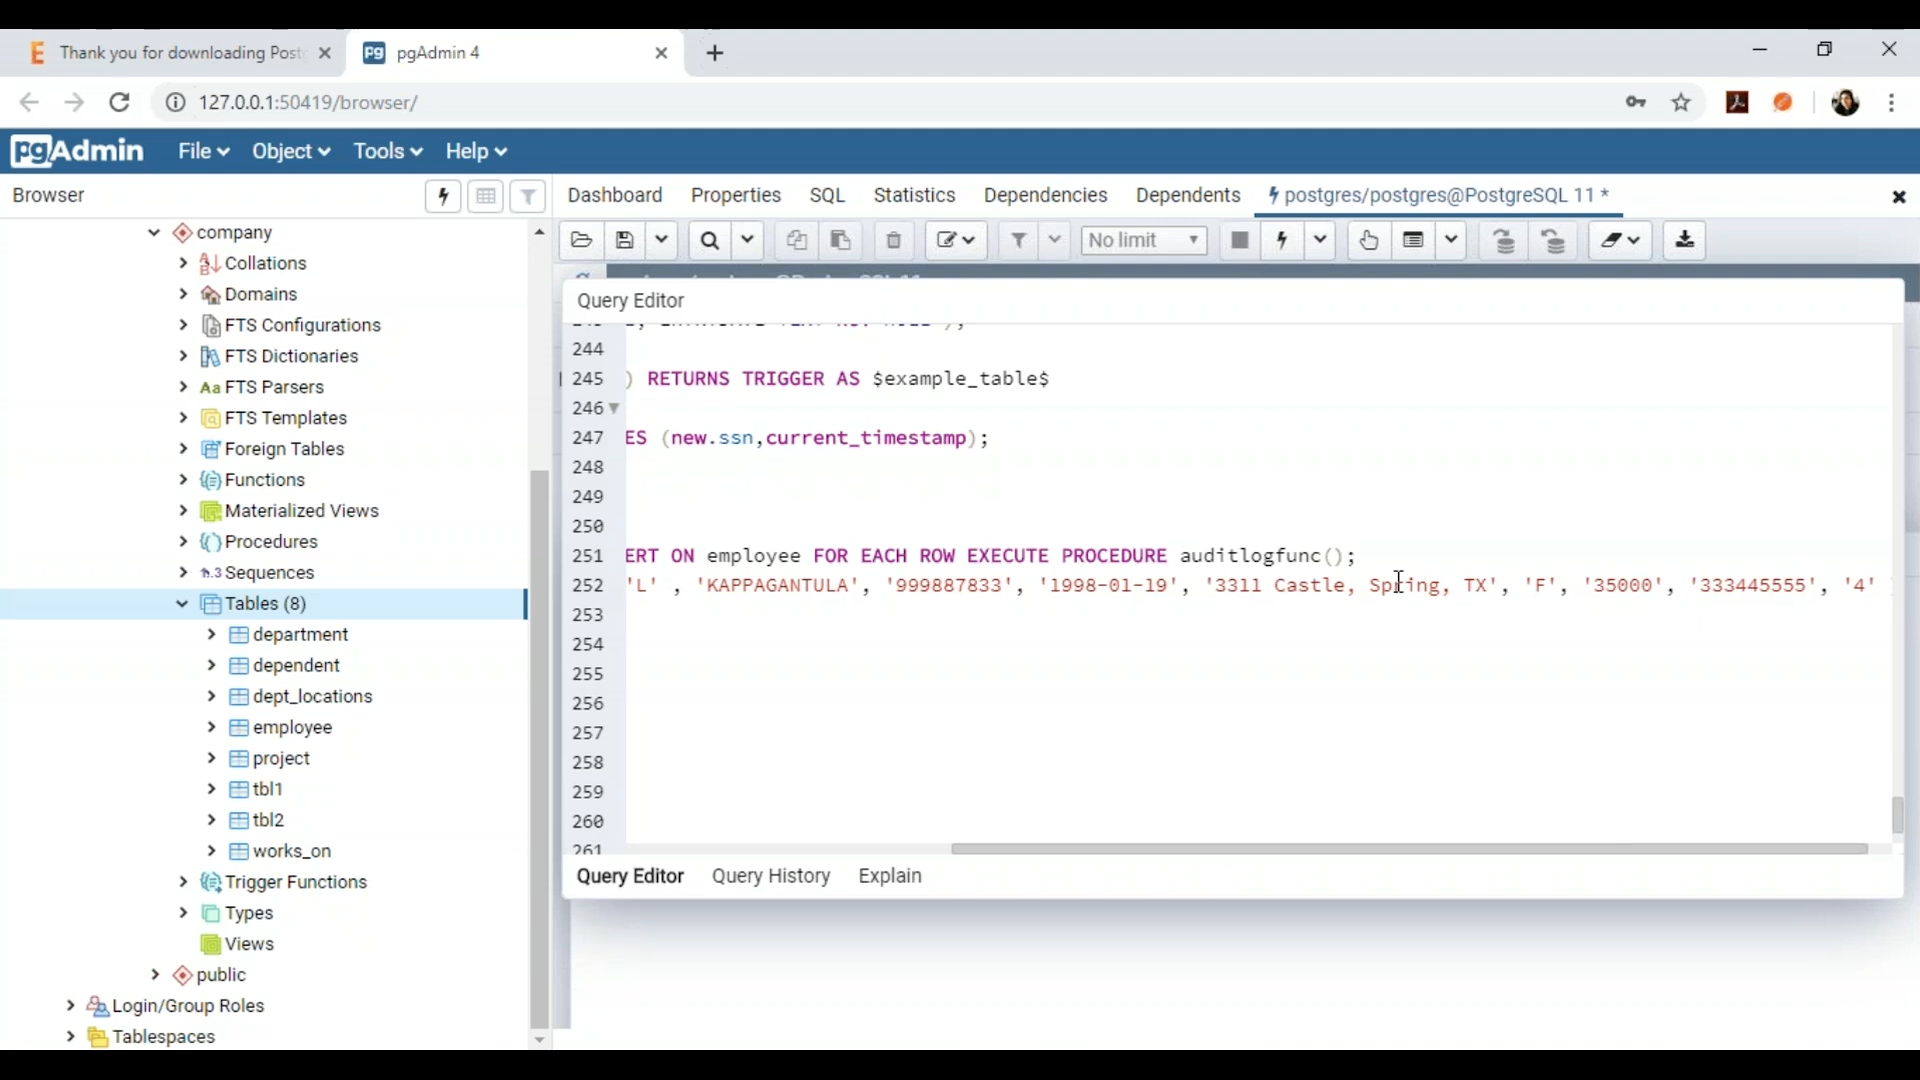 Thank you for downloading Post
pgAdmin 4
127.0.0.1:50419/browser/
pgAdmin File Object Tools Help
Browser
Dashboard Properties SQL Statistics Dependencies Dependents postgres/postgres@PostgreSQL 11 *
No limit
Query Editor
244
245 ) RETURNS TRIGGER AS $example_table$
246
247 ES (new.ssn,current_timestamp);
248
249
250
251 ERT ON employee FOR EACH ROW EXECUTE PROCEDURE auditlogfunc();
252 'L' , 'KAPPAGANTULA', '999887833', '1998-01-19', '3311 Castle, Spring, TX', 'F', '35000', '333445555', '4'
253
254
255
256
257
258
259
260
261
Query Editor Query History Explain
company
Collations
Domains
FTS Configurations
FTS Dictionaries
FTS Parsers
FTS Templates
Foreign Tables
Functions
Materialized Views
Procedures
Sequences
Tables (8)
department
dependent
dept_locations
employee
project
tbl1
tbl2
works_on
Trigger Functions
Types
Views
public
Login/Group Roles
Tablespaces